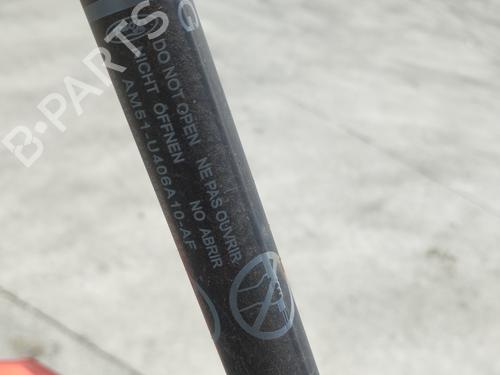 G
DO NOT OPEN NE PAS OUVRIR
NICHT ÖFFNEN NO ABRIR
AM51-U406A10-AF
B-PARTS